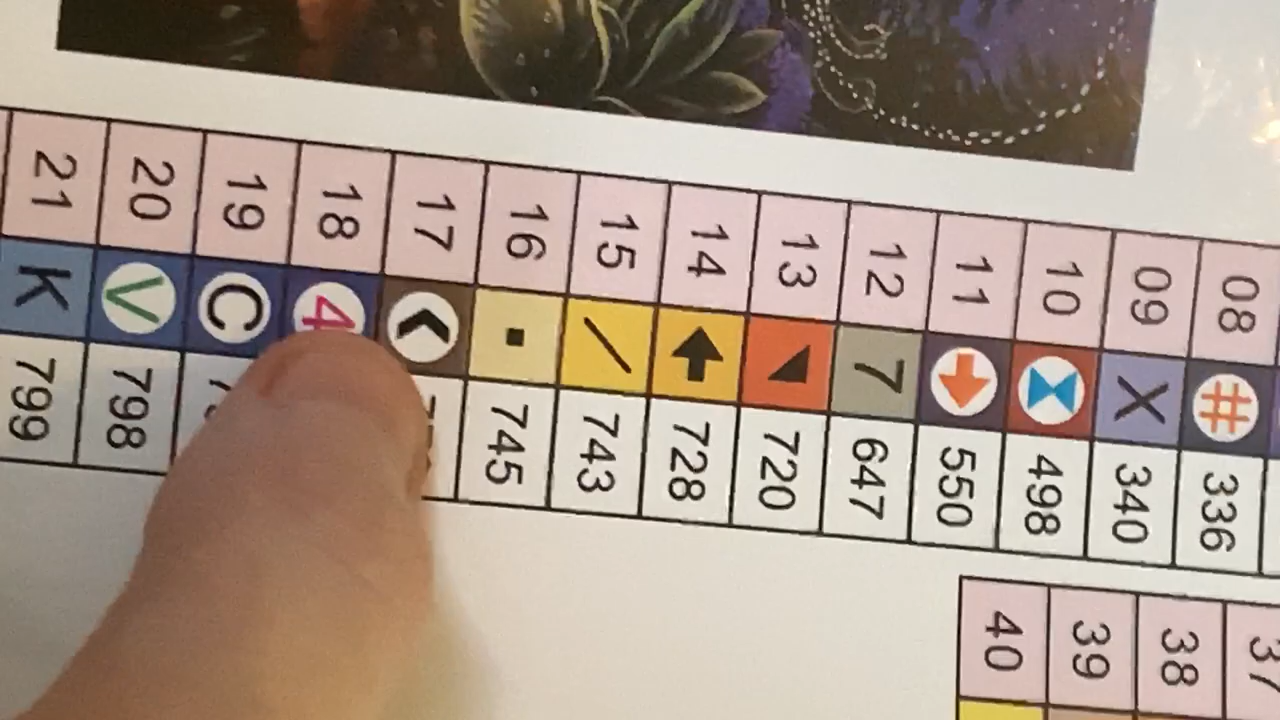 08 # 336
09 X 340
10 498
11 550
12 7 647
13 720
14 728
15 / 743
16 745
17
18 4
19 C
20 V 798
21 K 799
37
38
39
40